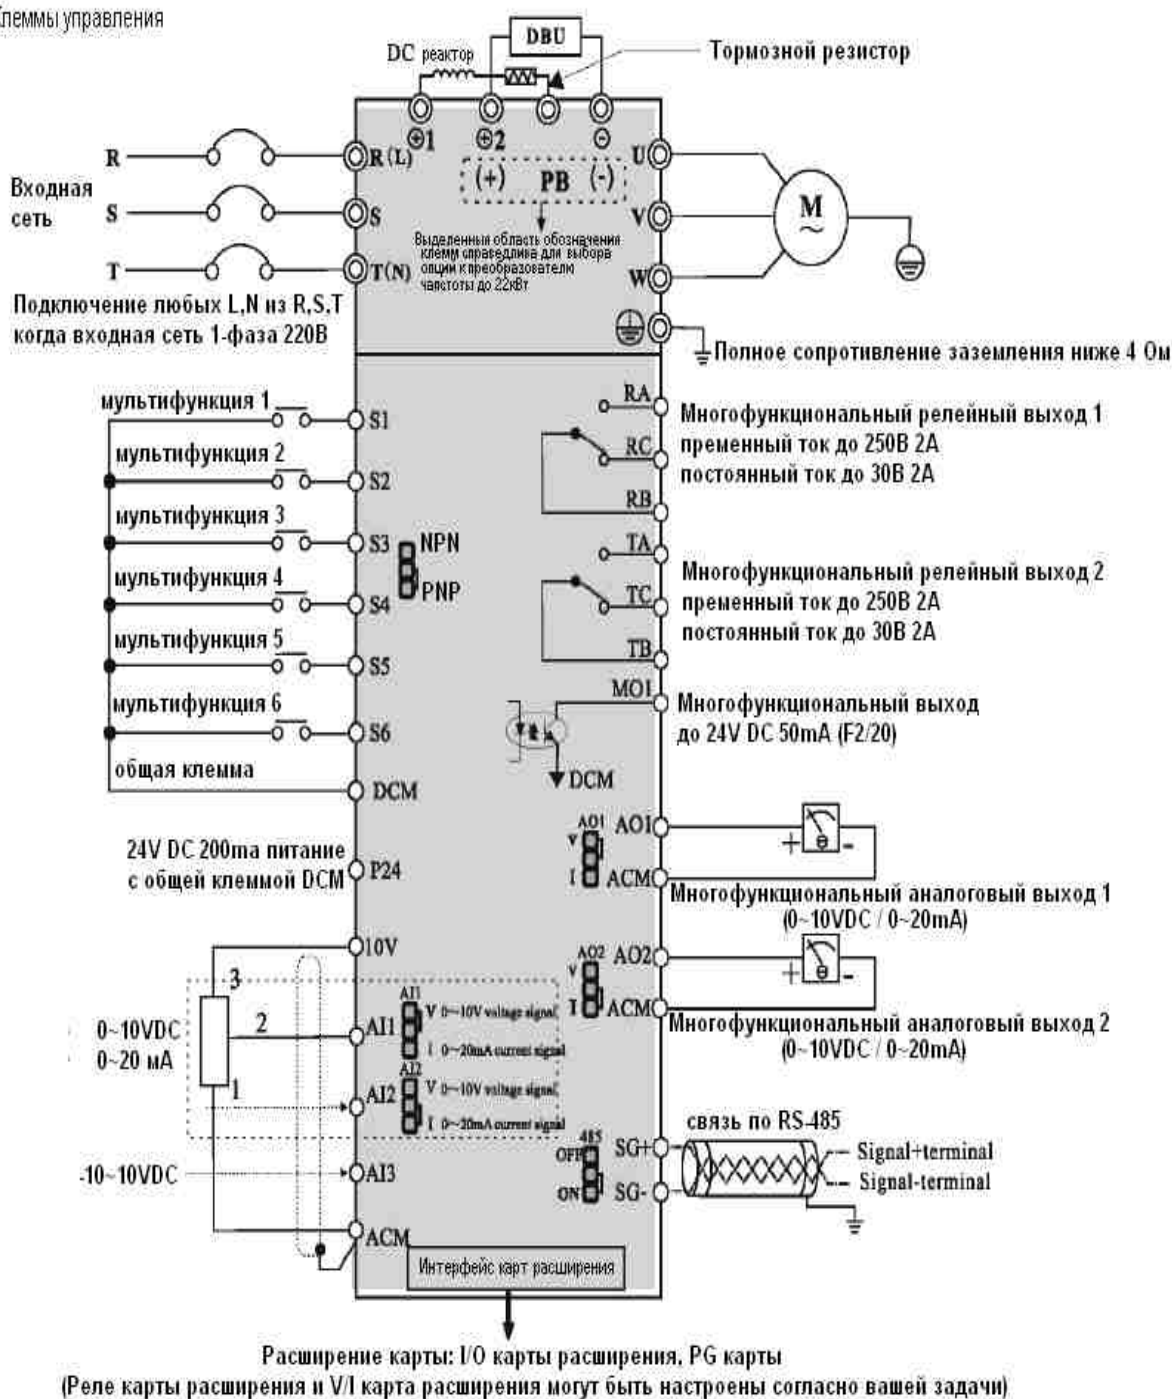 Клеммы управления
DBU
DC реактор
Тормозной резистор
⊕1
⊕2
⊖
R
R(L)
(+) PB (-)
U
Входная
сеть
S
S
V
M
~
Выделенныя область обозначения
клемм справедлива для выбора
опции к преобразователю
чапстоты до 22кВт
T
T(N)
W
Подключение любых L,N из R,S,T
когда входная сеть 1-фаза 220В
Полное сопротивление заземления ниже 4 Ом
мультифункция 1
S1
мультифункция 2
S2
мультифункция 3
S3
NPN
мультифункция 4
S4
PNP
мультифункция 5
S5
мультифункция 6
S6
общая клемма
DCM
RA
Многофункциональный релейный выход 1
RC
пременный ток до 250В 2А
постоянный ток до 30В 2А
RB
TA
Многофункциональный релейный выход 2
TC
пременный ток до 250В 2А
постоянный ток до 30В 2А
TB
MO1
Многофункциональный выход
до 24V DC 50mA (F2/20)
DCM
24V DC 200ma питание
с общей клеммой DCM
P24
AO1
V
I
AO1
+ θ -
ACM
Многофункциональный аналоговый выход 1
(0~10VDC / 0~20mA)
AO2
V
I
AO2
+ θ -
ACM
Многофункциональный аналоговый выход 2
(0~10VDC / 0~20mA)
10V
3
2
1
0~10VDC
0~20 мА
AI1
AI1
V 0~10V voltage signal
I 0~20mA current signal
AI2
AI2
V 0~10V voltage signal
I 0~20mA current signal
-10~10VDC
AI3
ACM
связь по RS-485
485
OFF
ON
SG+
SG-
Signal+terminal
Signal-terminal
Интерфейс карт расширения
Расширение карты: I/O карты расширения, PG карты
(Реле карты расширения и V/I карта расширения могут быть настроены согласно вашей задачи)